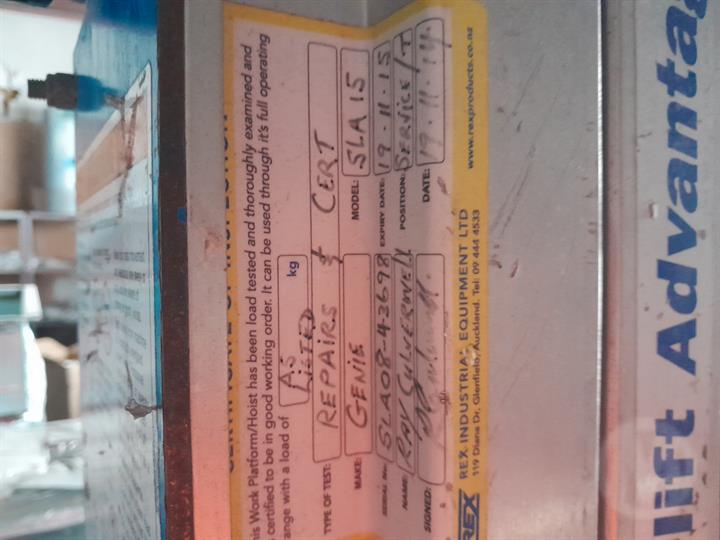 CERTIFICATE OF INSPECTION
his Work Platform/Hoist has been load tested and thoroughly examined and
certified to be in good working order. It can be used through it's full operating
ange with a load of AS LISTED kg
TYPE OF TEST: REPAIRS + CERT
MAKE: GENIE MODEL: SLA 15
SERIAL No: SLA08-43698 EXPIRY DATE: 19.11.15
NAME: RAY CULVERWELL POSITION: SERVICE/T
SIGNED: DATE: 19.11.14
REX REX INDUSTRIAL EQUIPMENT LTD www.rexproducts.co.nz
119 Diana Dr, Glenfield, Auckland. Tel: 09 444 4533
lift Advanta